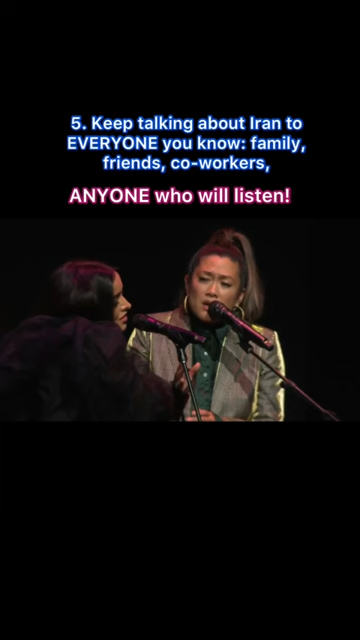 5. Keep talking about Iran to
EVERYONE you know: family,
friends, co-workers,
ANYONE who will listen!